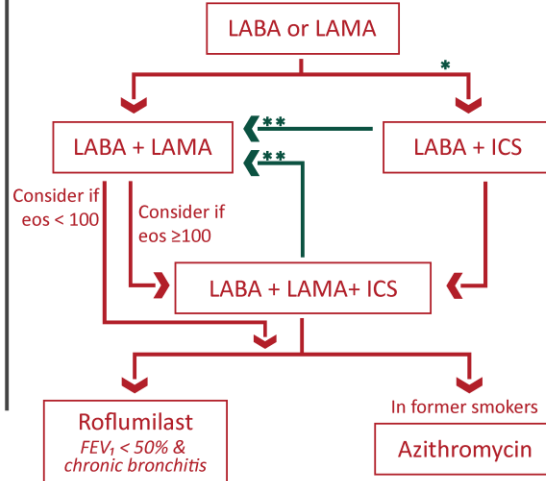 LABA or LAMA
*
**
LABA + LAMA
LABA + ICS
**
Consider if
eos < 100
Consider if
eos ≥100
LABA + LAMA+ ICS
Roflumilast
FEV₁ < 50% &
chronic bronchitis
In former smokers
Azithromycin